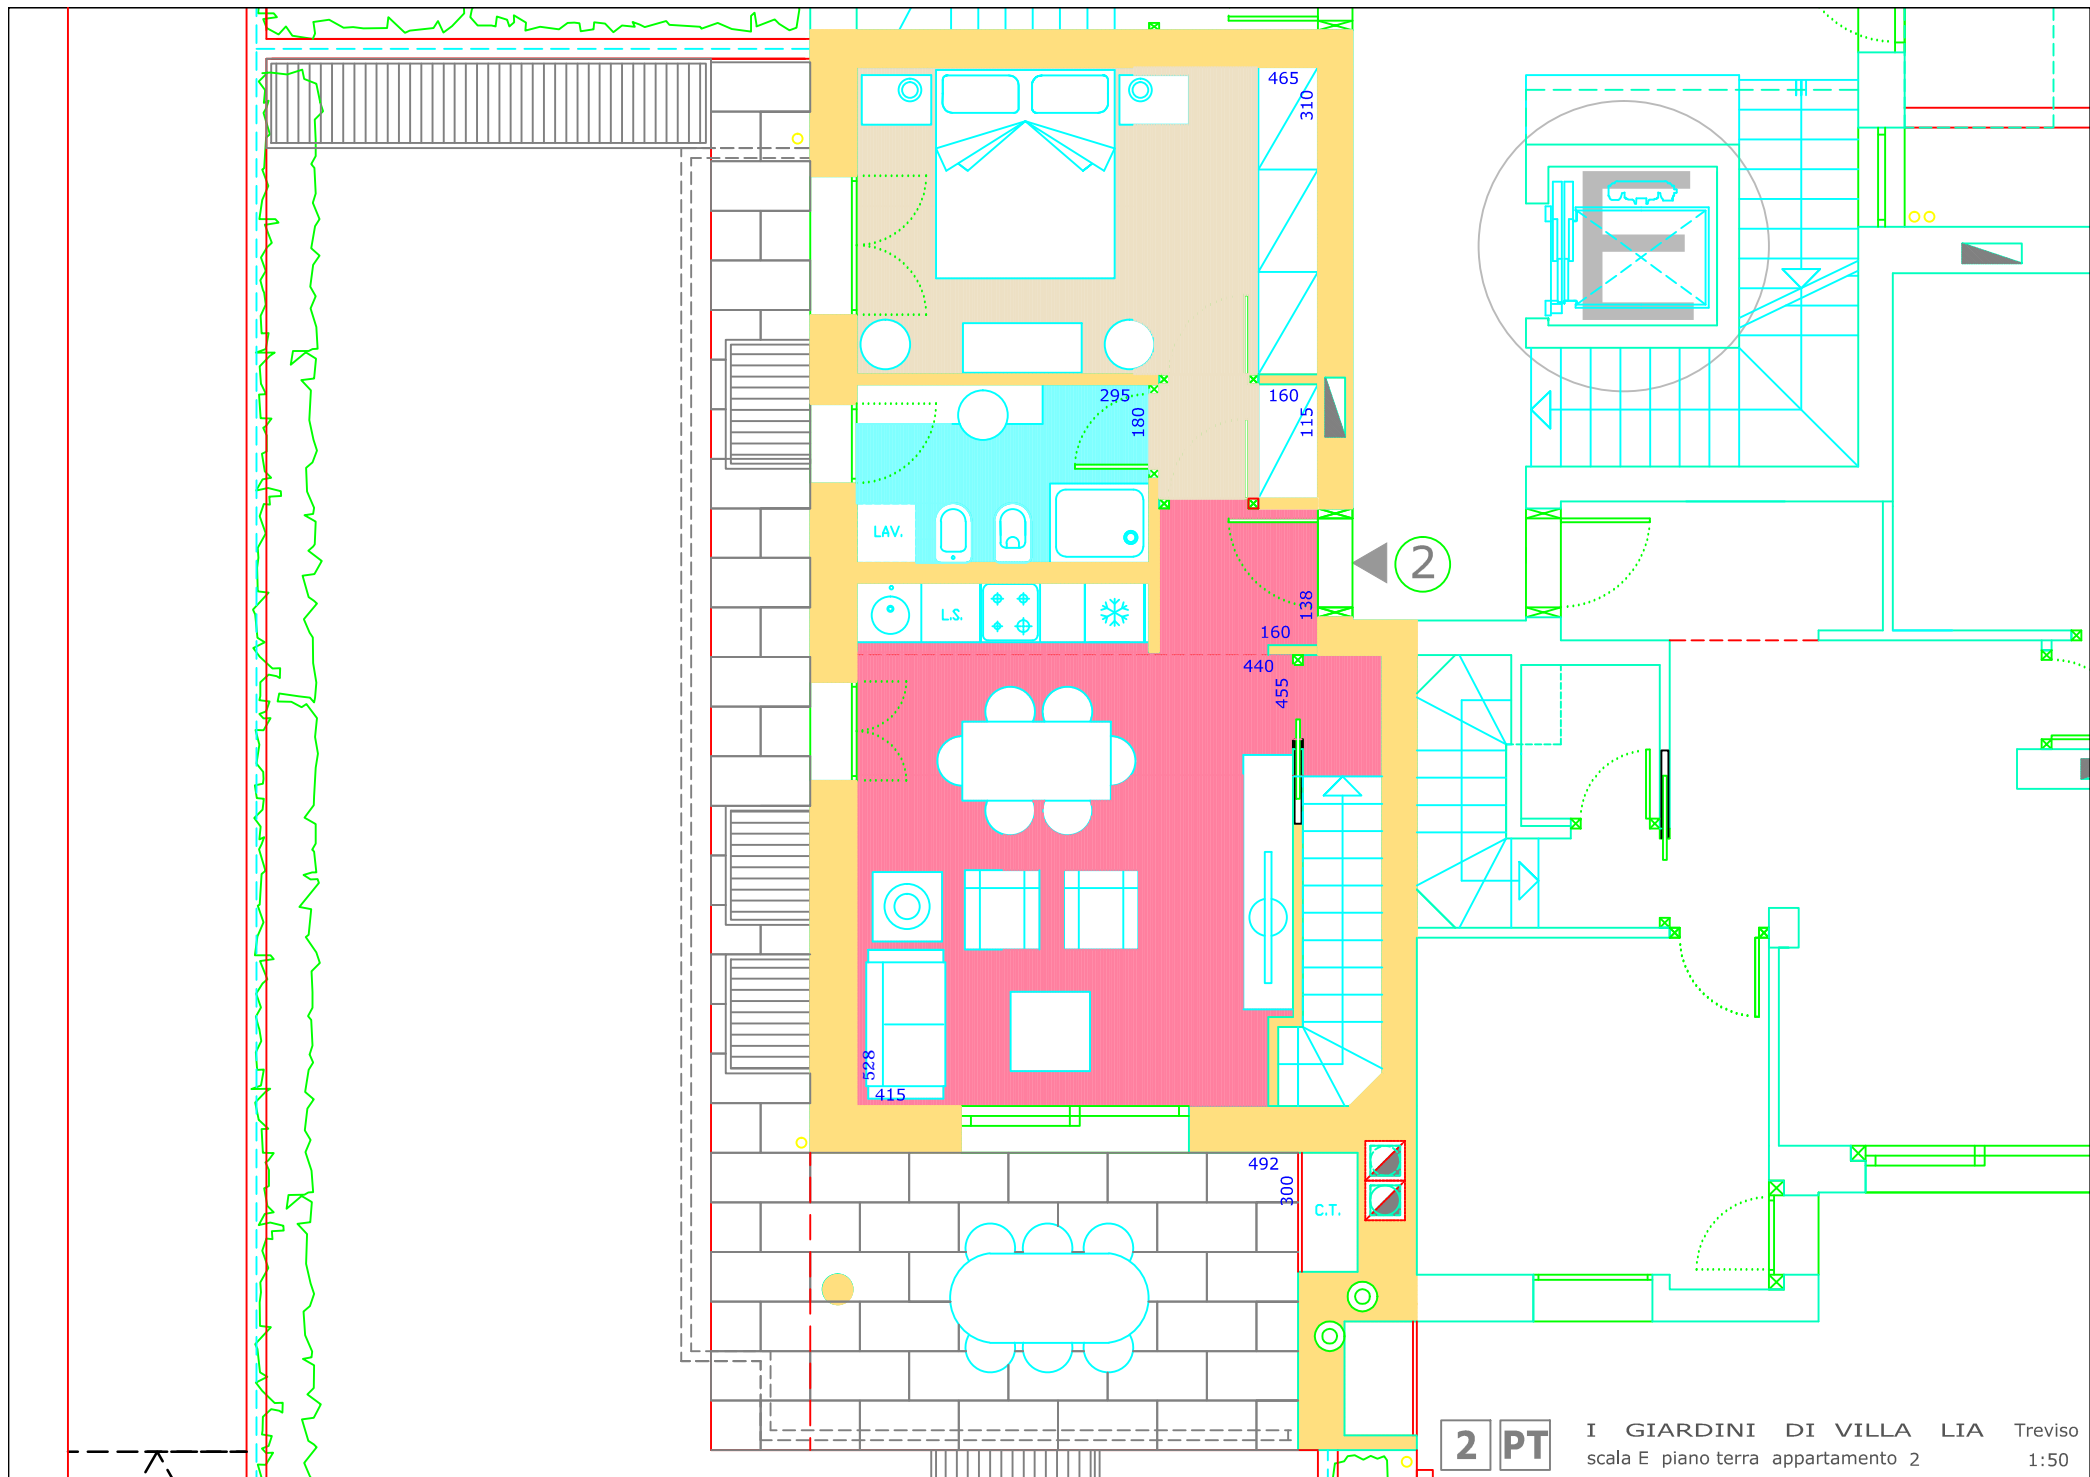 465
310
E
295
180
160
115
LAV.
2
L.S.
138
160
440
455
528
415
492
300
C.T.
2 PT
I GIARDINI DI VILLA LIA Treviso
scala E piano terra appartamento 2 1:50